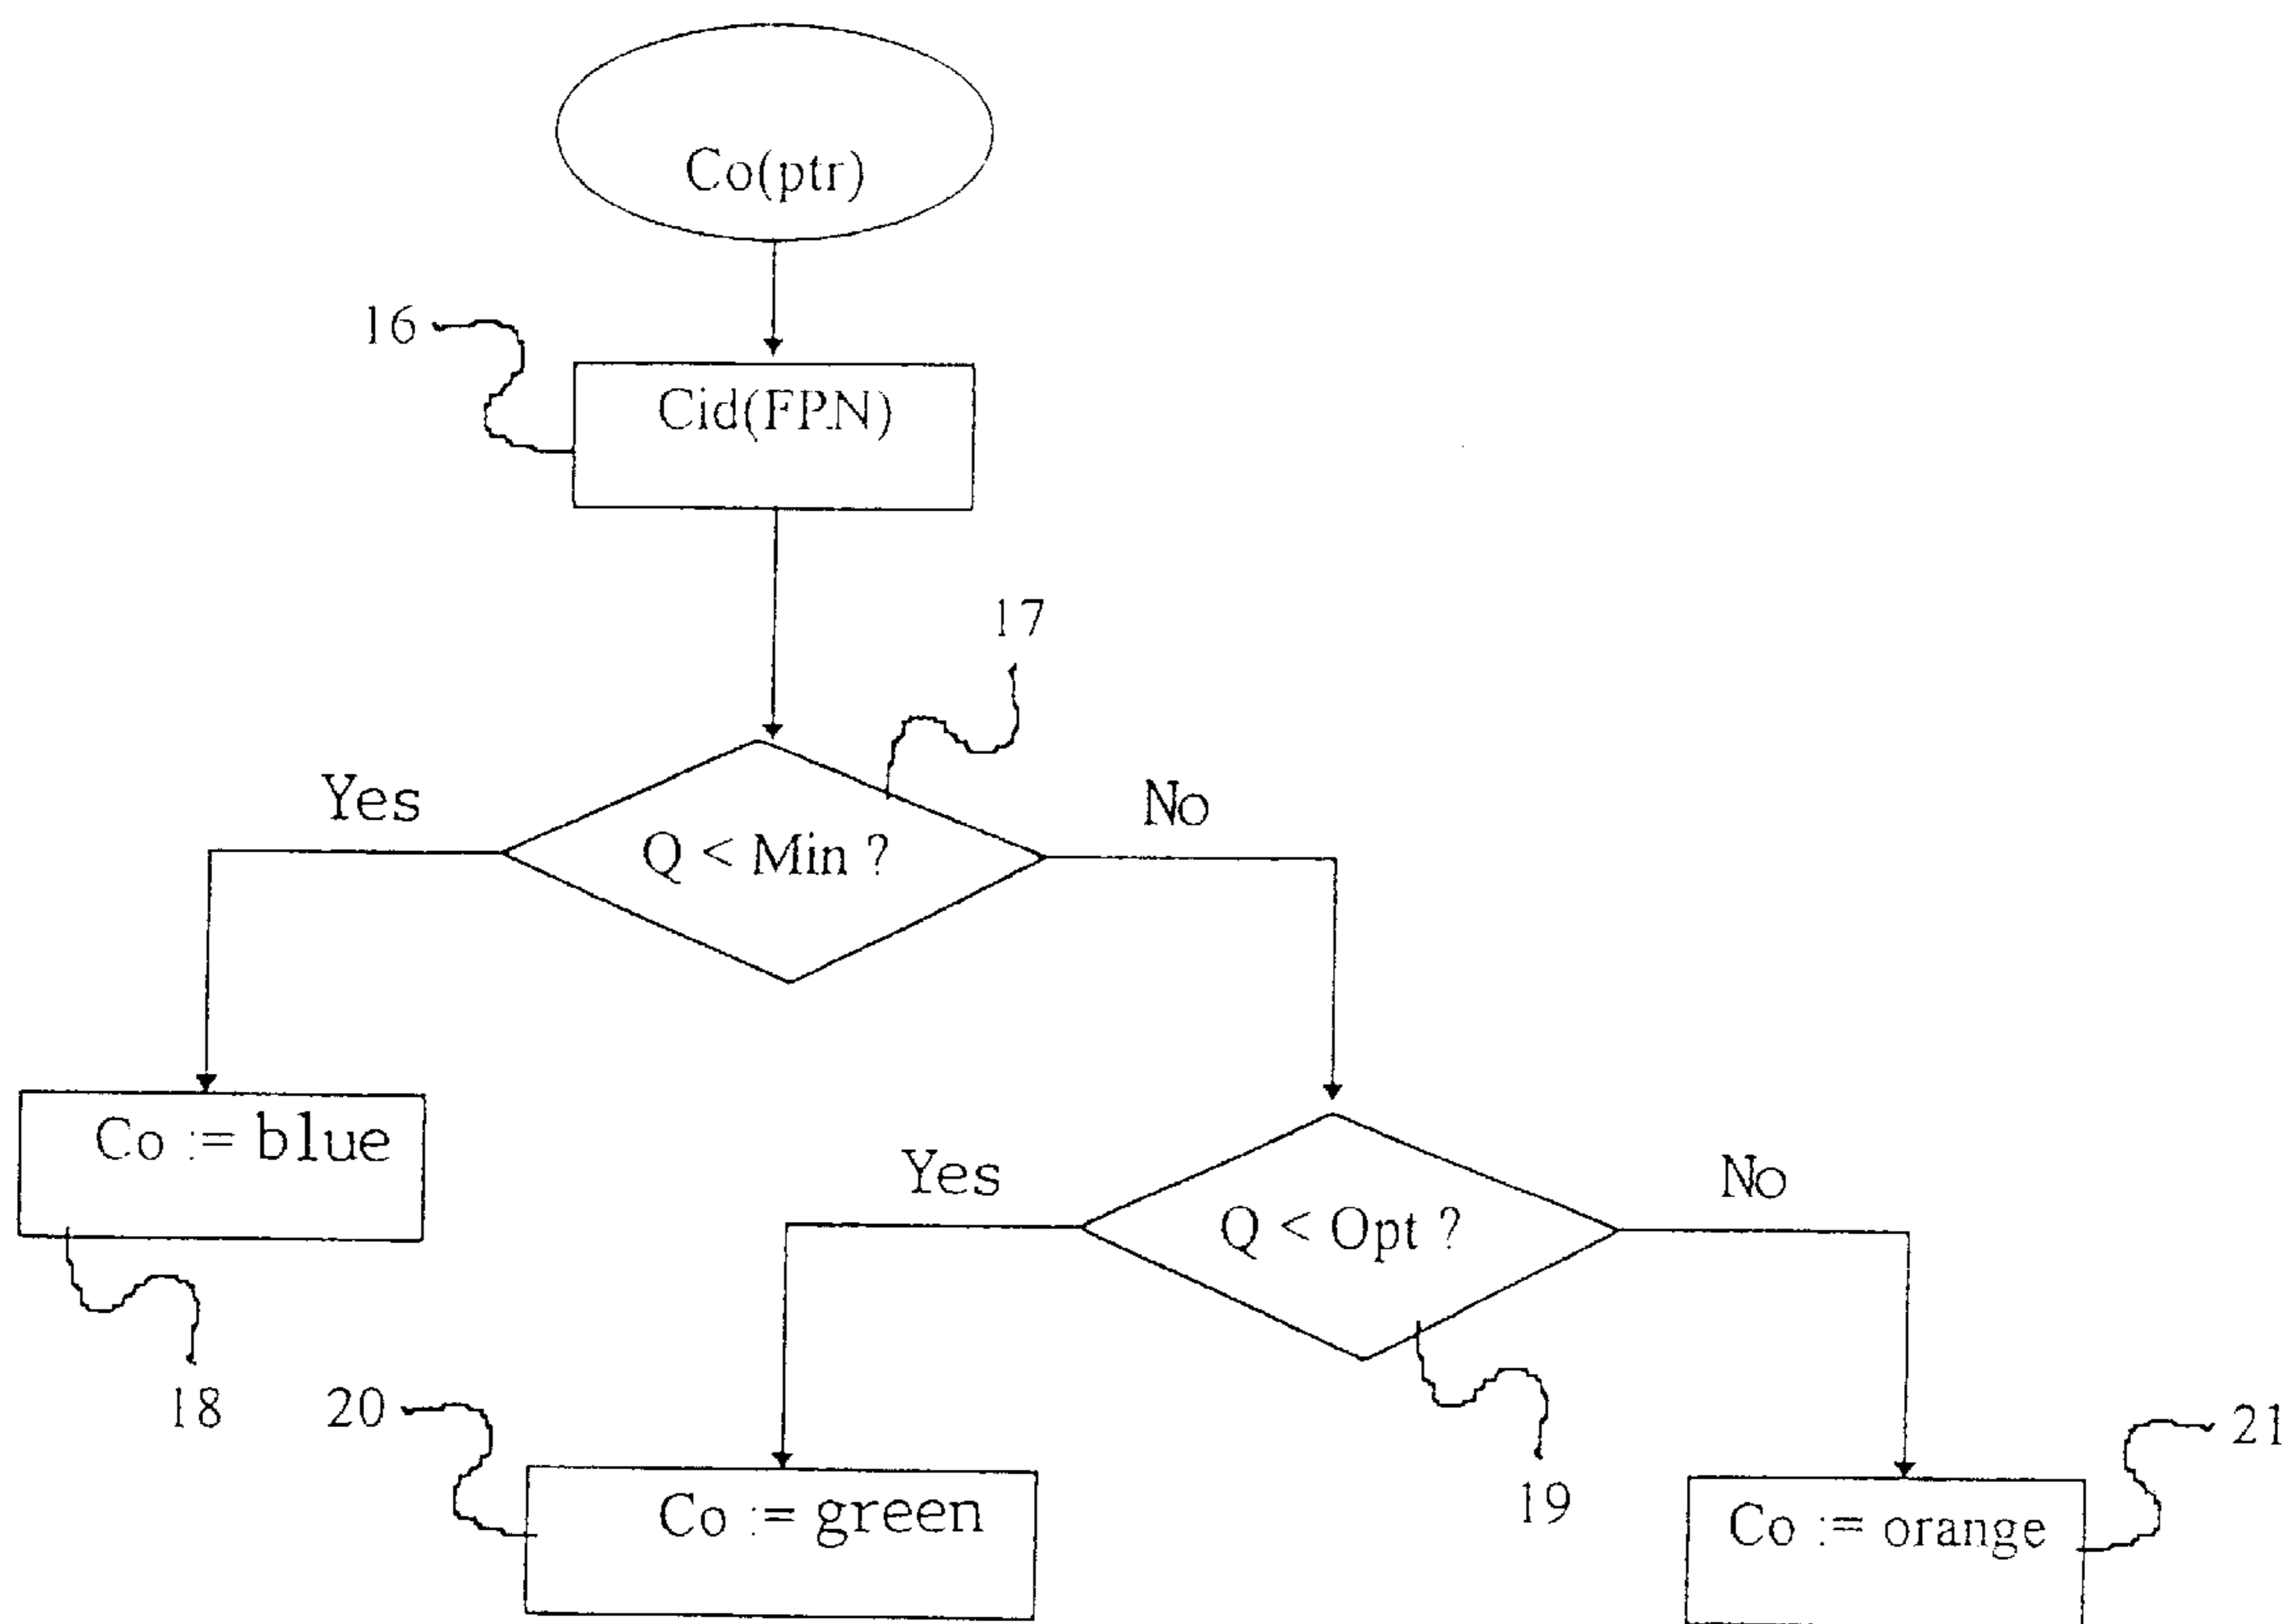 Co(ptr)
16
Cid(FPN)
17
Yes
No
Q < Min ?
Co := blue
Yes
No
Q < Opt ?
18
20
19
21
Co := green
Co := orange